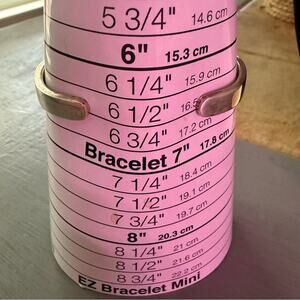 5 3/4" 14.6 cm
6" 15.3 cm
6 1/4" 15.9 cm
6 1/2" 16.5
6 3/4" 17.2 cm
Bracelet 7" 17.8 cm
7 1/4" 18.4 cm
7 1/2" 19.1 cm
7 3/4" 19.7 cm
8" 20.3 cm
8 1/4" 21 cm
8 1/2" 21.6 cm
8 3/4" 22.2 cm
EZ Bracelet Mini